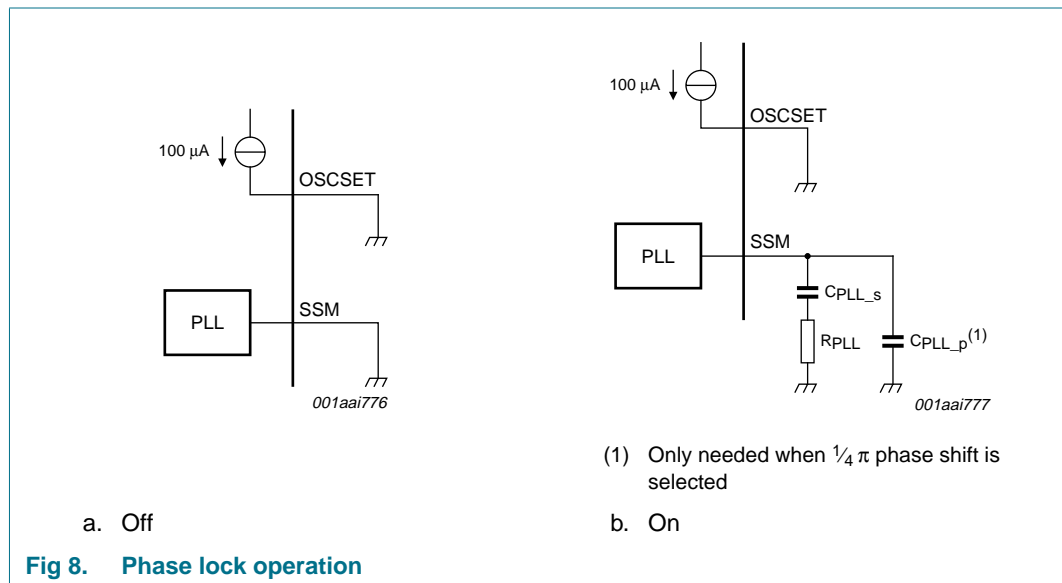 100 μA
OSCSET
PLL
SSM
001aai776
a. Off
100 μA
OSCSET
PLL
SSM
CPLL_s
RPLL
CPLL_p(1)
001aai777
(1) Only needed when ¼ π phase shift is
selected
b. On
Fig 8. Phase lock operation